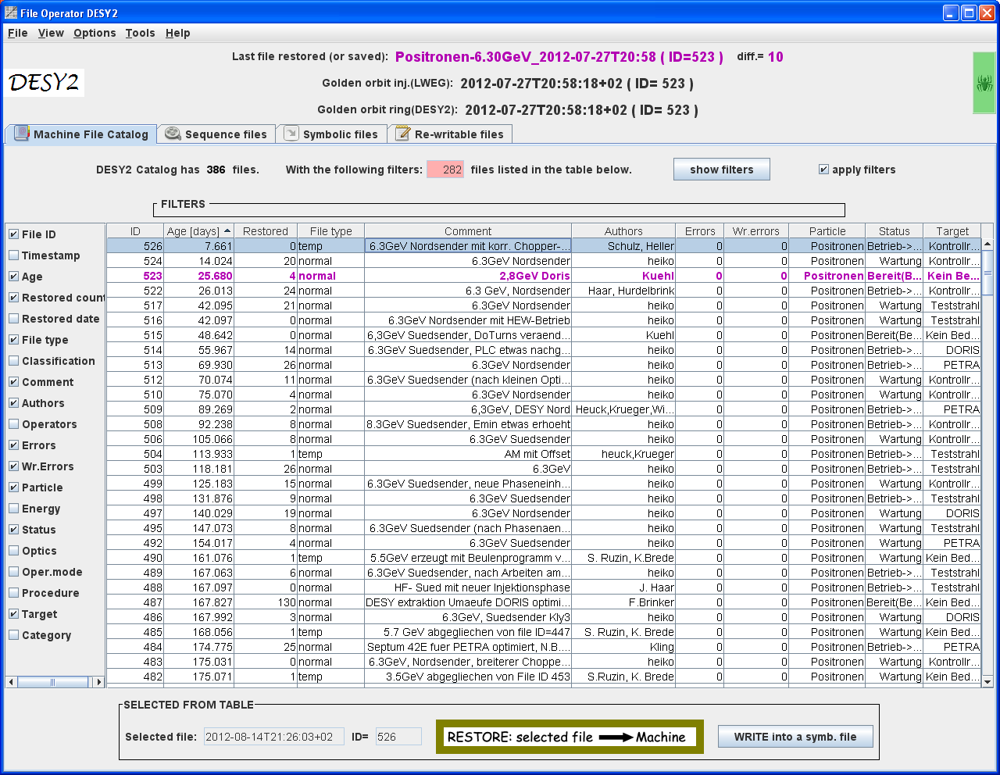 File Operator DESY2
File View Options Tools Help
Last file restored (or saved): Positronen-6.30GeV_2012-07-27T20:58 ( ID=523 ) diff.= 10
DESY2
Golden orbit inj.(LWEG): 2012-07-27T20:58:18+02 ( ID= 523 )
Golden orbit ring(DESY2): 2012-07-27T20:58:18+02 ( ID= 523 )
Machine File Catalog Sequence files Symbolic files Re-writable files
DESY2 Catalog has 386 files. With the following filters: 282 files listed in the table below. show filters apply filters
FILTERS
File ID
Timestamp
Age
Restored count
Restored date
File type
Classification
Comment
Authors
Operators
Errors
Wr.Errors
Particle
Energy
Status
Optics
Oper.mode
Procedure
Target
Category
ID Age [days] Restored File type Comment Authors Errors Wr.errors Particle Status Target
526 7.661 0 temp 6.3GeV Nordsender mit korr. Chopper-... Schulz, Heller 0 0 Positronen Betrieb->... Kontrollr...
524 14.024 20 normal 6.3GeV Nordsender heiko 0 0 Positronen Wartung Kontrollr...
523 25.680 4 normal 2,8GeV Doris Kuehl 0 0 Positronen Bereit(B... Kein Be...
522 26.013 24 normal 6.3 GeV, Nordsender Haar, Hurdelbrink 0 0 Positronen Betrieb->... Kontrollr...
517 42.095 21 normal 6.3GeV Nordsender heiko 0 0 Positronen Wartung Teststrahl
516 42.097 0 normal 6.3GeV Nordsender mit HEW-Betrieb heiko 0 0 Positronen Wartung Teststrahl
515 48.642 0 normal 6,3GeV Suedsender, DoTurns veraend... Kuehl 0 0 Positronen Bereit(Be... Kein Bed...
514 55.967 14 normal 6.3GeV Suedsender, PLC etwas nachg... heiko 0 0 Positronen Betrieb->... DORIS
513 69.930 26 normal 6.3GeV Nordsender heiko 0 0 Positronen Betrieb->... PETRA
512 70.074 11 normal 6.3GeV Suedsender (nach kleinen Opti... heiko 0 0 Positronen Wartung Kontrollr...
510 75.070 4 normal 6.3GeV Nordsender heiko 0 0 Positronen Wartung Kontrollr...
509 89.269 2 normal 6,3GeV, DESY Nord Heuck,Krueger,Wi... 0 0 Positronen Betrieb->... PETRA
508 92.238 8 normal 8.3GeV Suedsender, Emin etwas erhoeht heiko 0 0 Positronen Betrieb->... Kontrollr...
506 105.066 8 normal 6.3GeV Suedsender heiko 0 0 Positronen Wartung Kontrollr...
504 113.933 1 temp AM mit Offset heuck,Krueger 0 0 Positronen Betrieb->... Teststrahl
503 118.181 26 normal 6.3GeV heiko 0 0 Positronen Betrieb->... Teststrahl
499 125.183 15 normal 6.3GeV Suedsender, neue Phaseneinh... heiko 0 0 Positronen Wartung Kontrollr...
498 131.876 9 normal 6.3GeV Suedsender heiko 0 0 Positronen Betrieb->... Teststrahl
497 140.029 19 normal 6.3GeV Nordsender heiko 0 0 Positronen Wartung DORIS
495 147.073 8 normal 6.3GeV Suedsender (nach Phasenaen... heiko 0 0 Positronen Wartung Teststrahl
492 154.017 4 normal 6.3GeV Suedsender heiko 0 0 Positronen Wartung PETRA
490 161.076 1 temp 5.5GeV erzeugt mit Beulenprogramm v... S. Ruzin, K.Brede 0 0 Positronen Wartung Kein Bed...
489 167.063 6 normal 6.3GeV Suedsender, nach Arbeiten am... heiko 0 0 Positronen Betrieb->... Teststrahl
488 167.097 0 normal HF- Sued mit neuer Injektionsphase J. Haar 0 0 Positronen Betrieb->... Teststrahl
487 167.827 130 normal DESY extraktion Umaeufe DORIS optimi... F.Brinker 0 0 Positronen Bereit(Be... Kein Bed...
486 167.992 3 normal 6.3GeV, Suedsender Kly3 heiko 0 0 Positronen Wartung DORIS
485 168.056 1 temp 5.7 GeV abgegliechen von file ID=447 S. Ruzin, K. Brede 0 0 Positronen Wartung Kein Bed...
484 174.775 25 normal Septum 42E fuer PETRA optimiert, N.B.... Kling 0 0 Positronen Betrieb->... PETRA
483 175.031 0 normal 6.3GeV, Nordsender, breiterer Choppe... heiko 0 0 Positronen Wartung Kontrollr...
482 175.071 1 temp 3.5GeV abgegliechen von File ID 453 S.Ruzin, K. Brede 0 0 Positronen Wartung Kein Bed...
SELECTED FROM TABLE
Selected file: 2012-08-14T21:26:03+02 ID= 526 RESTORE: selected file Machine WRITE into a symb. file